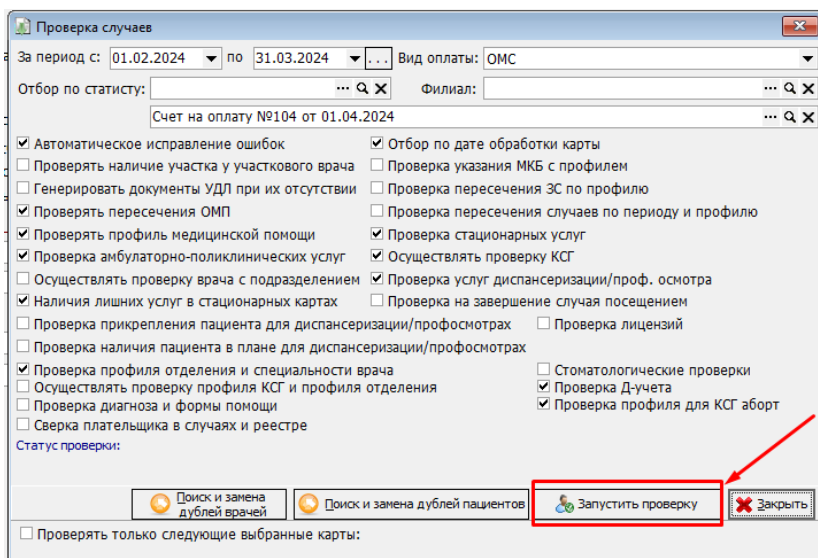 Проверка случаев
За период с: 01.02.2024 по 31.03.2024 ... Вид оплаты: ОМС
Отбор по статисту: ... Филиал: ...
Счет на оплату №104 от 01.04.2024 ...
Автоматическое исправление ошибок Отбор по дате обработки карты
Проверять наличие участка у участкового врача Проверка указания МКБ с профилем
Генерировать документы УДЛ при их отсутствии Проверка пересечения ЗС по профилю
Проверять пересечения ОМП Проверка пересечения случаев по периоду и профилю
Проверять профиль медицинской помощи Проверка стационарных услуг
Проверка амбулаторно-поликлинических услуг Осуществлять проверку КСГ
Осуществлять проверку врача с подразделением Проверка услуг диспансеризации/проф. осмотра
Наличия лишних услуг в стационарных картах Проверка на завершение случая посещением
Проверка прикрепления пациента для диспансеризации/профосмотрах Проверка лицензий
Проверка наличия пациента в плане для диспансеризации/профосмотрах
Проверка профиля отделения и специальности врача Стоматологические проверки
Осуществлять проверку профиля КСГ и профиля отделения Проверка Д-учета
Проверка диагноза и формы помощи Проверка профиля для КСГ аборт
Сверка плательщика в случаях и реестре
Статус проверки:
Поиск и замена
дублей врачей Поиск и замена дублей пациентов Запустить проверку Закрыть
Проверять только следующие выбранные карты: